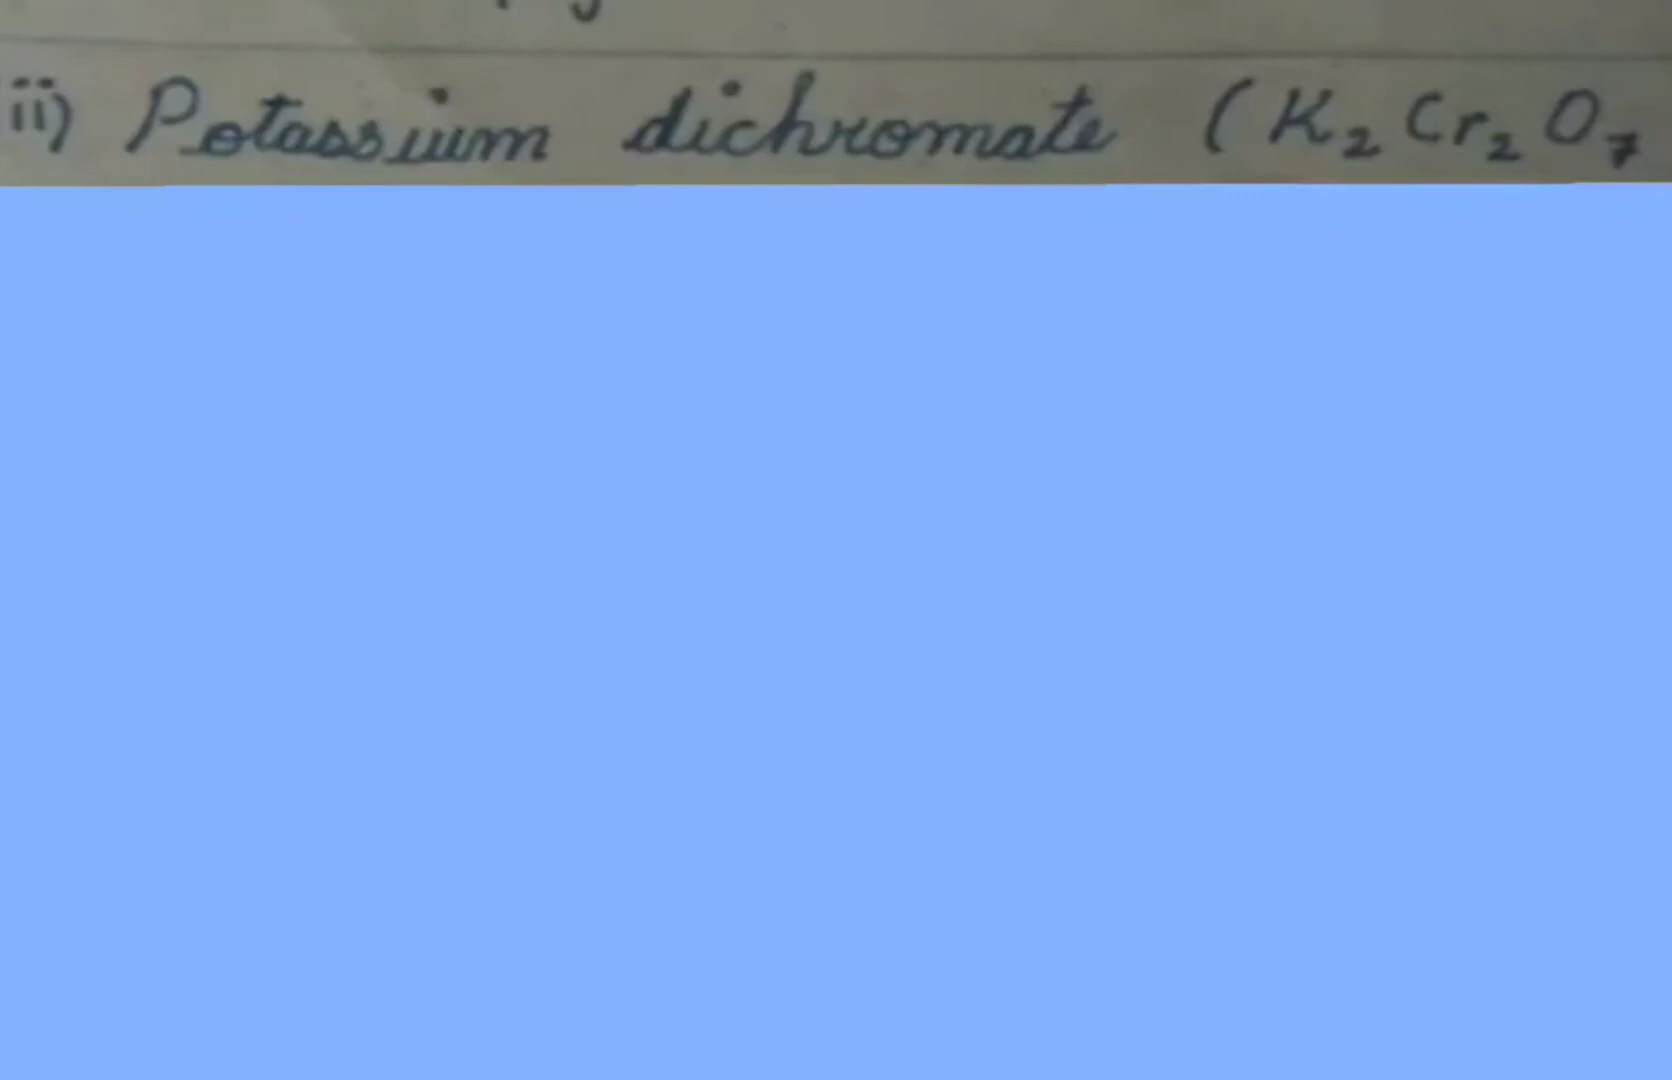 ii) Potassium dichromate (K₂Cr₂O₇